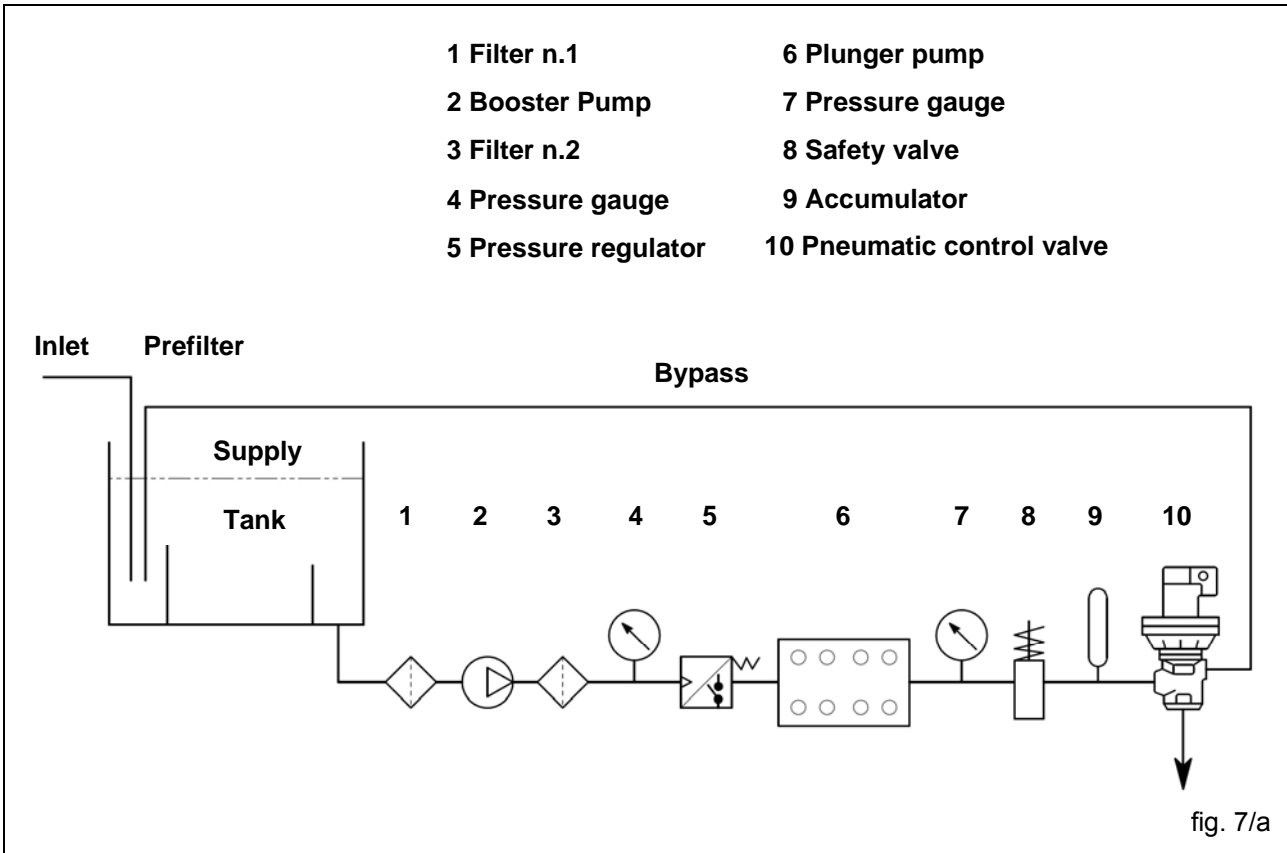 1 Filter n.1
2 Booster Pump
3 Filter n.2
4 Pressure gauge
5 Pressure regulator
6 Plunger pump
7 Pressure gauge
8 Safety valve
9 Accumulator
10 Pneumatic control valve
Inlet Prefilter
Bypass
Supply
Tank
1 2 3 4 5 6 7 8 9 10
fig. 7/a